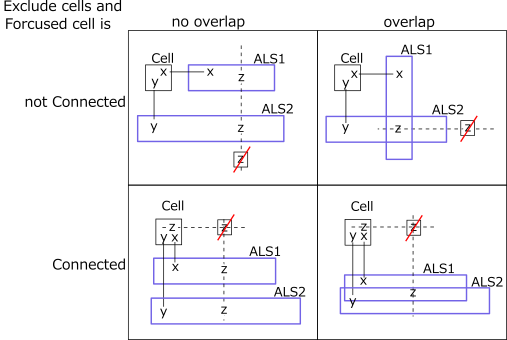 Exclude cells and
Forcused cell is
no overlap
overlap
not Connected
Cell
x
x
y
z
ALS1
ALS2
y
z
z
Cell
ALS1
x
x
y
ALS2
y
z
z
Connected
Cell
z
z
y x
ALS1
x
z
ALS2
y
z
Cell
z
z
y x
ALS1
x
ALS2
y
z